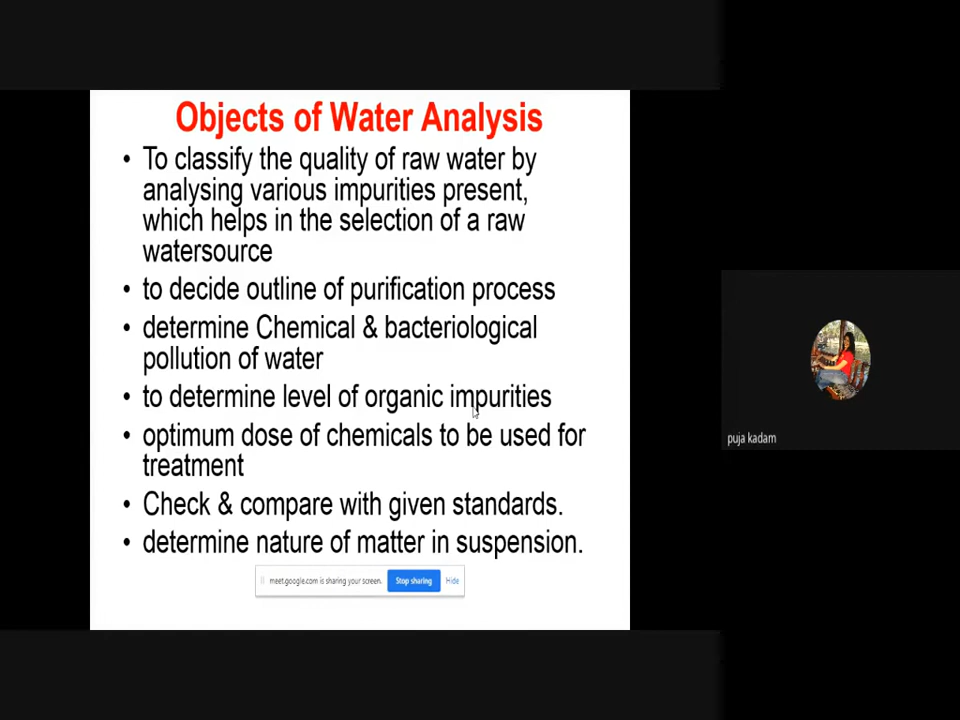 Objects of Water Analysis
• To classify the quality of raw water by
analysing various impurities present,
which helps in the selection of a raw
watersource
• to decide outline of purification process
• determine Chemical & bacteriological
pollution of water
• to determine level of organic impurities
• optimum dose of chemicals to be used for
treatment
• Check & compare with given standards.
• determine nature of matter in suspension.
meet.google.com is sharing your screen. Stop sharing Hide
puja kadam